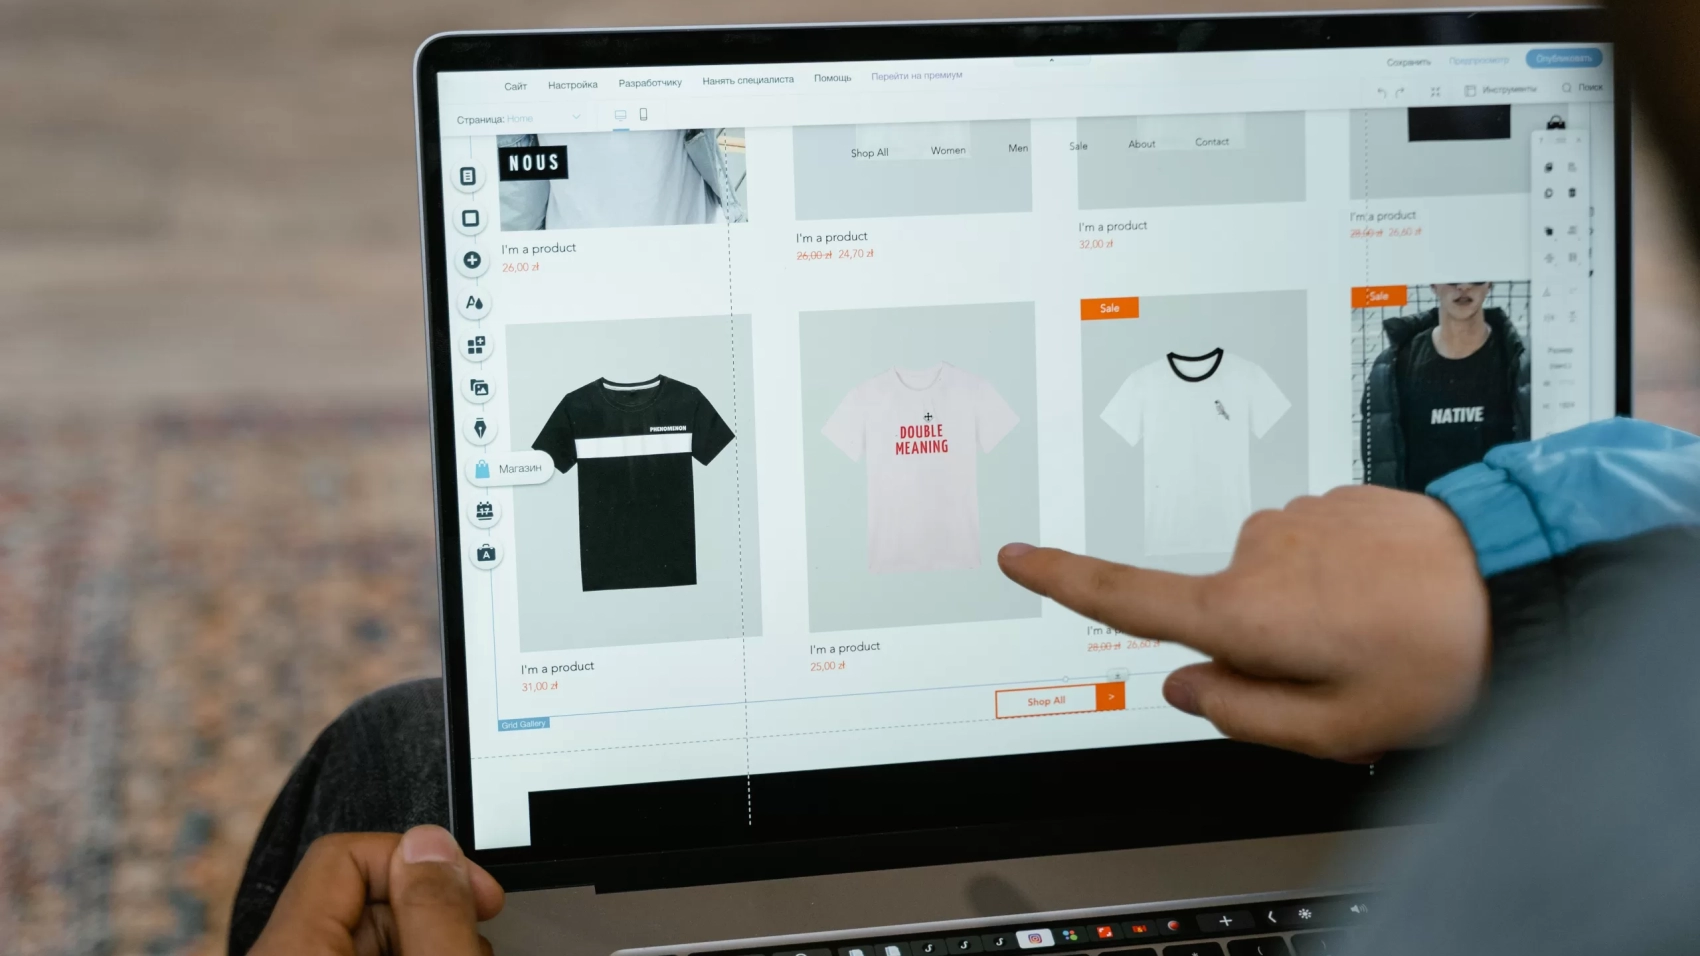 Сайт
Настройка
Разработчику
Нанять специалиста
Помощь
Перейти на премиум
Сохранить
Предпросмотр
Опубликовать
Страница: Home
Инструменты
Поиск
NOUS
Shop All
Women
Men
Sale
About
Contact
I'm a product
26,00 zł
I'm a product
26,00 zł 24,70 zł
I'm a product
32,00 zł
I'm a product
28,00 zł 26,60 zł
PHENOMENON
DOUBLE
MEANING
Sale
Sale
NATIVE
Магазин
17
A
I'm a product
31,00 zł
I'm a product
25,00 zł
I'm a
28,00 zł 26,60 zł
Grid Gallery
Shop All >